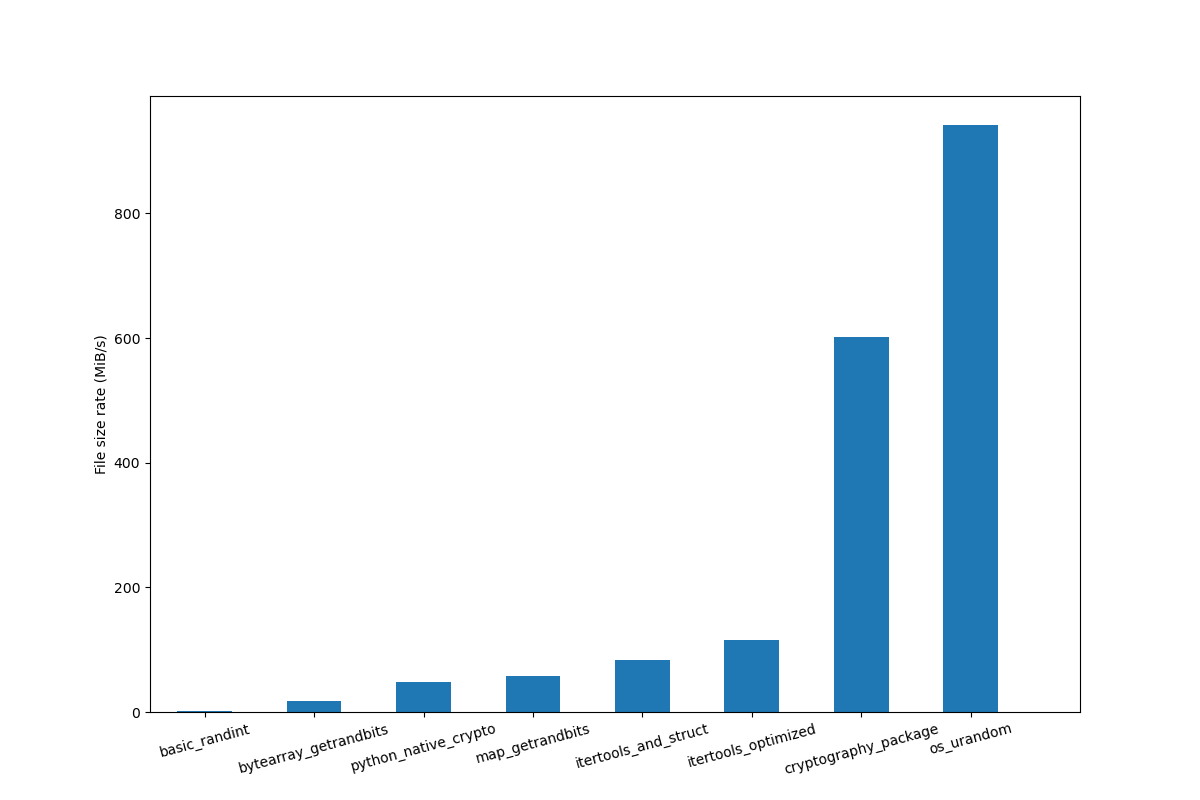 File size rate (MiB/s)
800
600
400
200
0
basic_randint
bytearray_getrandbits
python_native_crypto
map_getrandbits
itertools_and_struct
itertools_optimized
cryptography_package
os_urandom